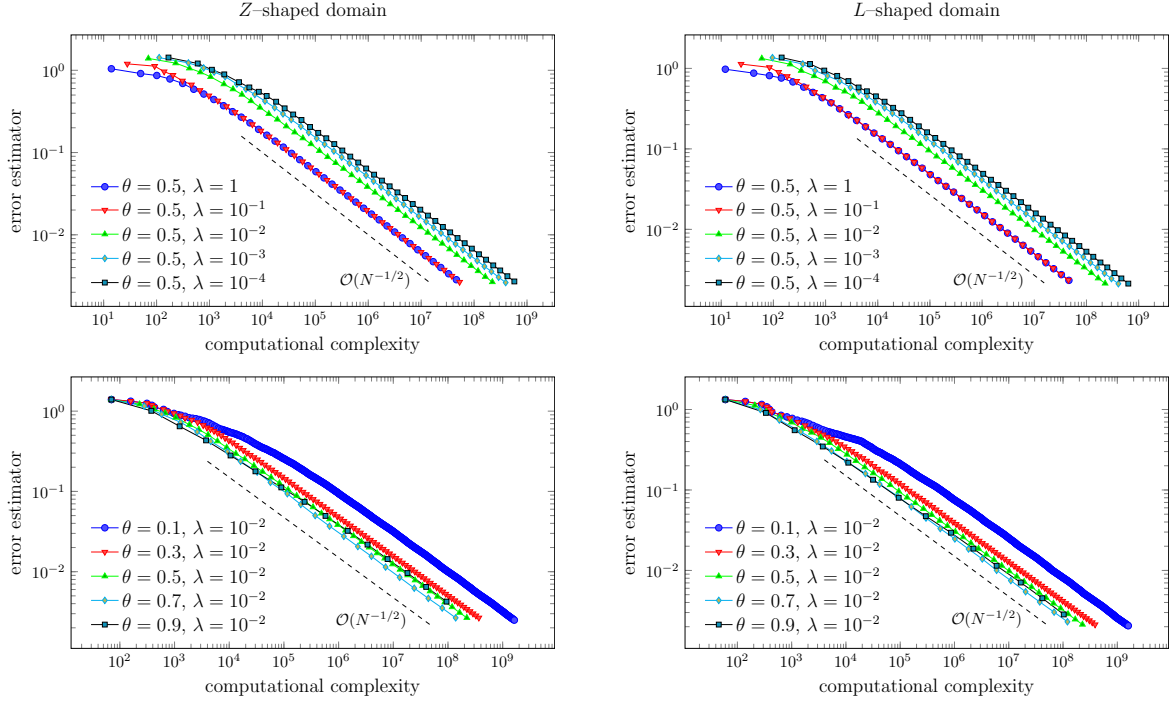 Z–shaped domain
error estimator
10^0
10^{-1}
10^{-2}
θ = 0.5, λ = 1
θ = 0.5, λ = 10^{-1}
θ = 0.5, λ = 10^{-2}
θ = 0.5, λ = 10^{-3}
θ = 0.5, λ = 10^{-4}
O(N^{-1/2})
10^1 10^2 10^3 10^4 10^5 10^6 10^7 10^8 10^9
computational complexity
L–shaped domain
error estimator
10^0
10^{-1}
10^{-2}
θ = 0.5, λ = 1
θ = 0.5, λ = 10^{-1}
θ = 0.5, λ = 10^{-2}
θ = 0.5, λ = 10^{-3}
θ = 0.5, λ = 10^{-4}
O(N^{-1/2})
10^1 10^2 10^3 10^4 10^5 10^6 10^7 10^8 10^9
computational complexity
error estimator
10^0
10^{-1}
10^{-2}
θ = 0.1, λ = 10^{-2}
θ = 0.3, λ = 10^{-2}
θ = 0.5, λ = 10^{-2}
θ = 0.7, λ = 10^{-2}
θ = 0.9, λ = 10^{-2}
O(N^{-1/2})
10^2 10^3 10^4 10^5 10^6 10^7 10^8 10^9
computational complexity
error estimator
10^0
10^{-1}
10^{-2}
θ = 0.1, λ = 10^{-2}
θ = 0.3, λ = 10^{-2}
θ = 0.5, λ = 10^{-2}
θ = 0.7, λ = 10^{-2}
θ = 0.9, λ = 10^{-2}
O(N^{-1/2})
10^2 10^3 10^4 10^5 10^6 10^7 10^8 10^9
computational complexity